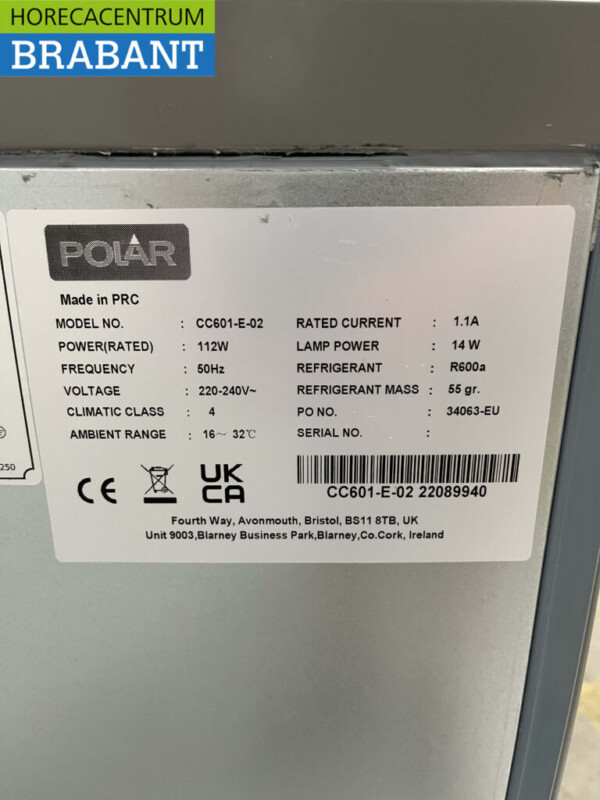 HORECACENTRUM
BRABANT
POLAR
Made in PRC
MODEL NO. : CC601-E-02
POWER(RATED) : 112W
FREQUENCY : 50Hz
VOLTAGE : 220-240V~
CLIMATIC CLASS : 4
AMBIENT RANGE : 16～ 32℃
RATED CURRENT : 1.1A
LAMP POWER : 14 W
REFRIGERANT : R600a
REFRIGERANT MASS : 55 gr.
PO NO. : 34063-EU
SERIAL NO. :
CE
UK
CA
CC601-E-02 22089940
Fourth Way, Avonmouth, Bristol, BS11 8TB, UK
Unit 9003,Blarney Business Park,Blarney,Co.Cork, Ireland
250